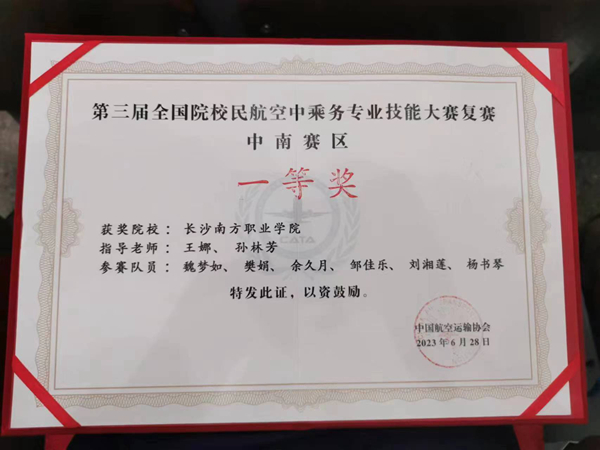 第三届全国院校民航空中乘务专业技能大赛复赛
中南赛区
一等奖
CATA
获奖院校：长沙南方职业学院
指导老师：王娜、孙林芳
参赛队员：魏梦如、樊娟、余久月、邹佳乐、刘湘莲、杨书琴
特发此证，以资鼓励。
中国航空运输协会
2023年6月28日